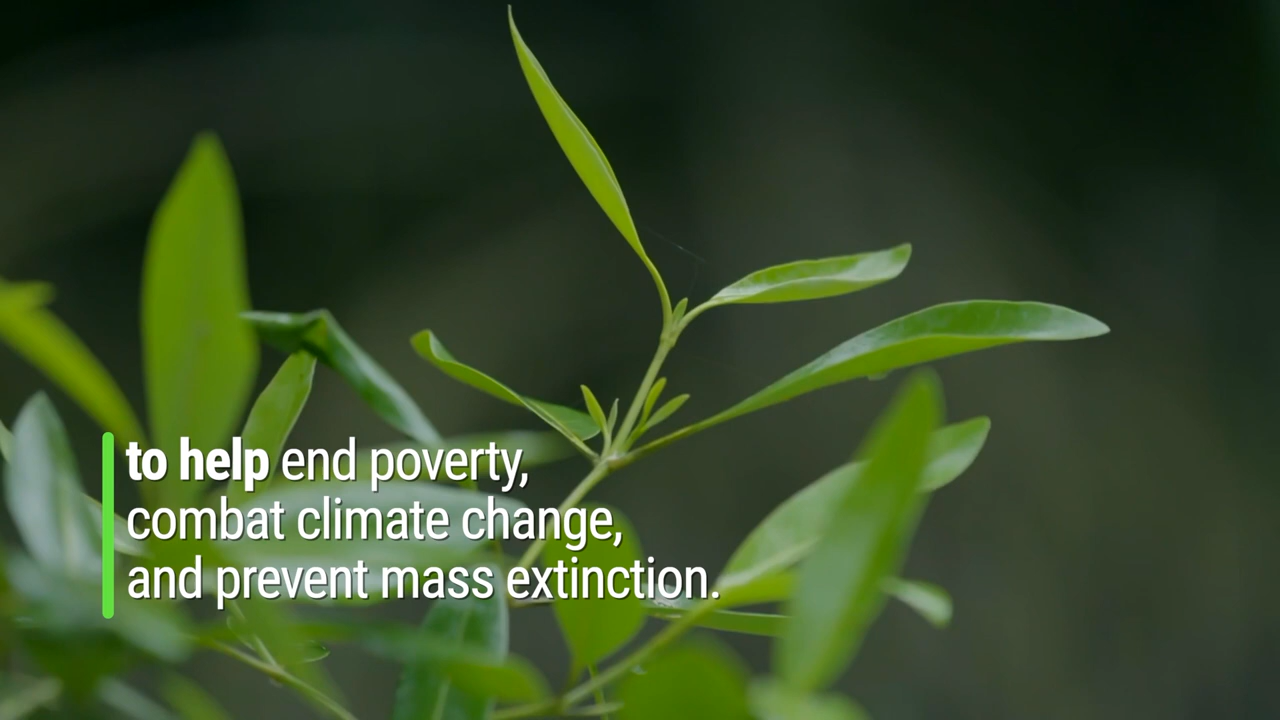 to help end poverty,
combat climate change,
and prevent mass extinction.